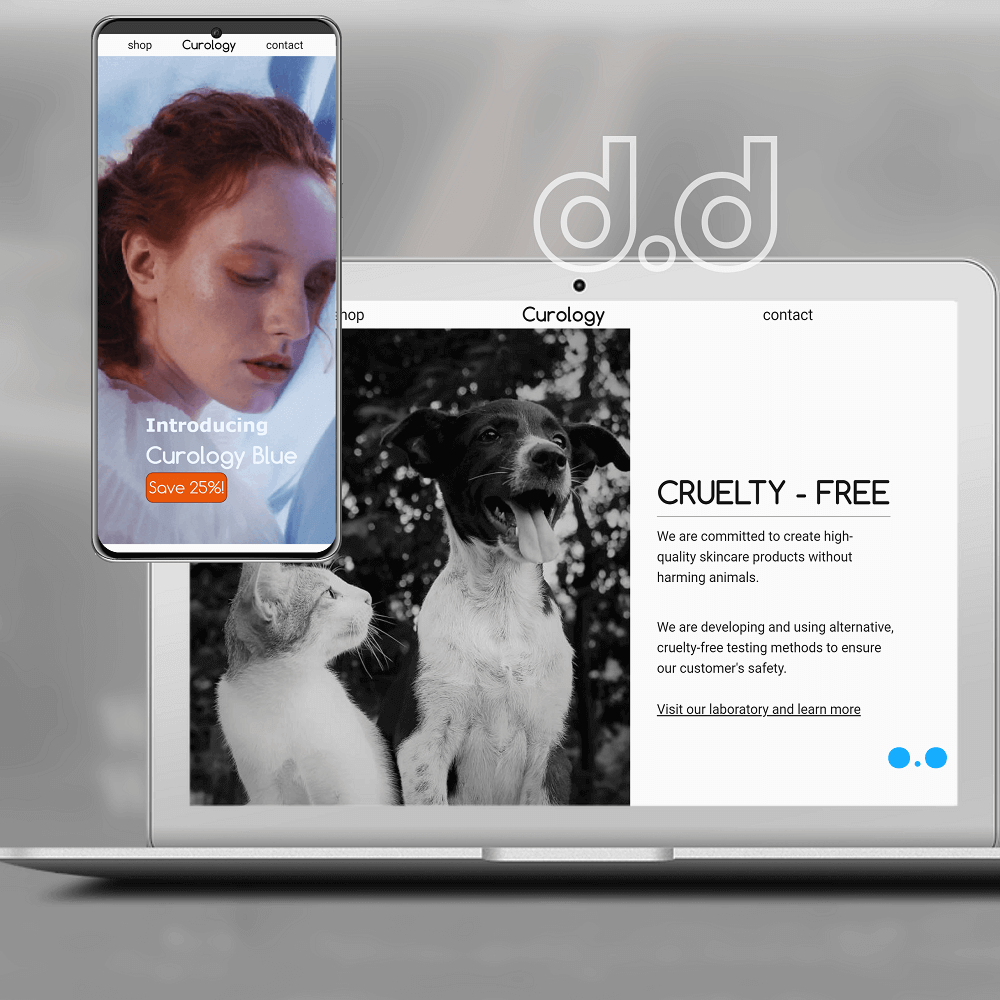 shop Curology contact
Introducing
Curology Blue
Save 25%!
d.d
hop Curology contact
CRUELTY - FREE
We are committed to create high-
quality skincare products without
harming animals.
We are developing and using alternative,
cruelty-free testing methods to ensure
our customer's safety.
Visit our laboratory and learn more